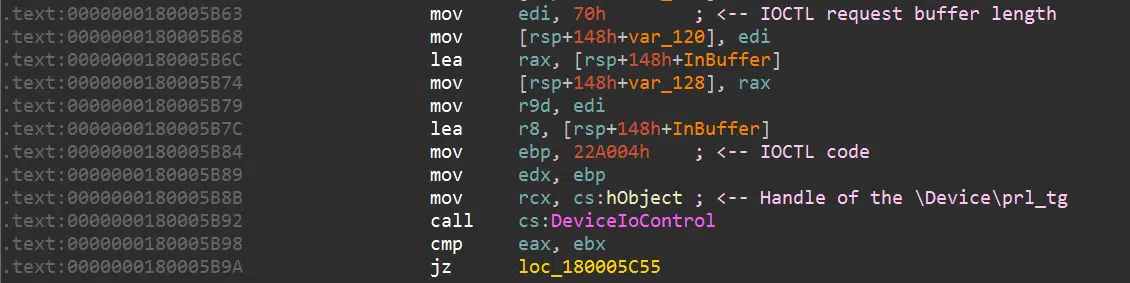 .text:0000000180005B63 mov edi, 70h ; <-- IOCTL request buffer length
.text:0000000180005B68 mov [rsp+148h+var_120], edi
.text:0000000180005B6C lea rax, [rsp+148h+InBuffer]
.text:0000000180005B74 mov [rsp+148h+var_128], rax
.text:0000000180005B79 mov r9d, edi
.text:0000000180005B7C lea r8, [rsp+148h+InBuffer]
.text:0000000180005B84 mov ebp, 22A004h ; <-- IOCTL code
.text:0000000180005B89 mov edx, ebp
.text:0000000180005B8B mov rcx, cs:hObject ; <-- Handle of the \Device\prl_tg
.text:0000000180005B92 call cs:DeviceIoControl
.text:0000000180005B98 cmp eax, ebx
.text:0000000180005B9A jz loc_180005C55